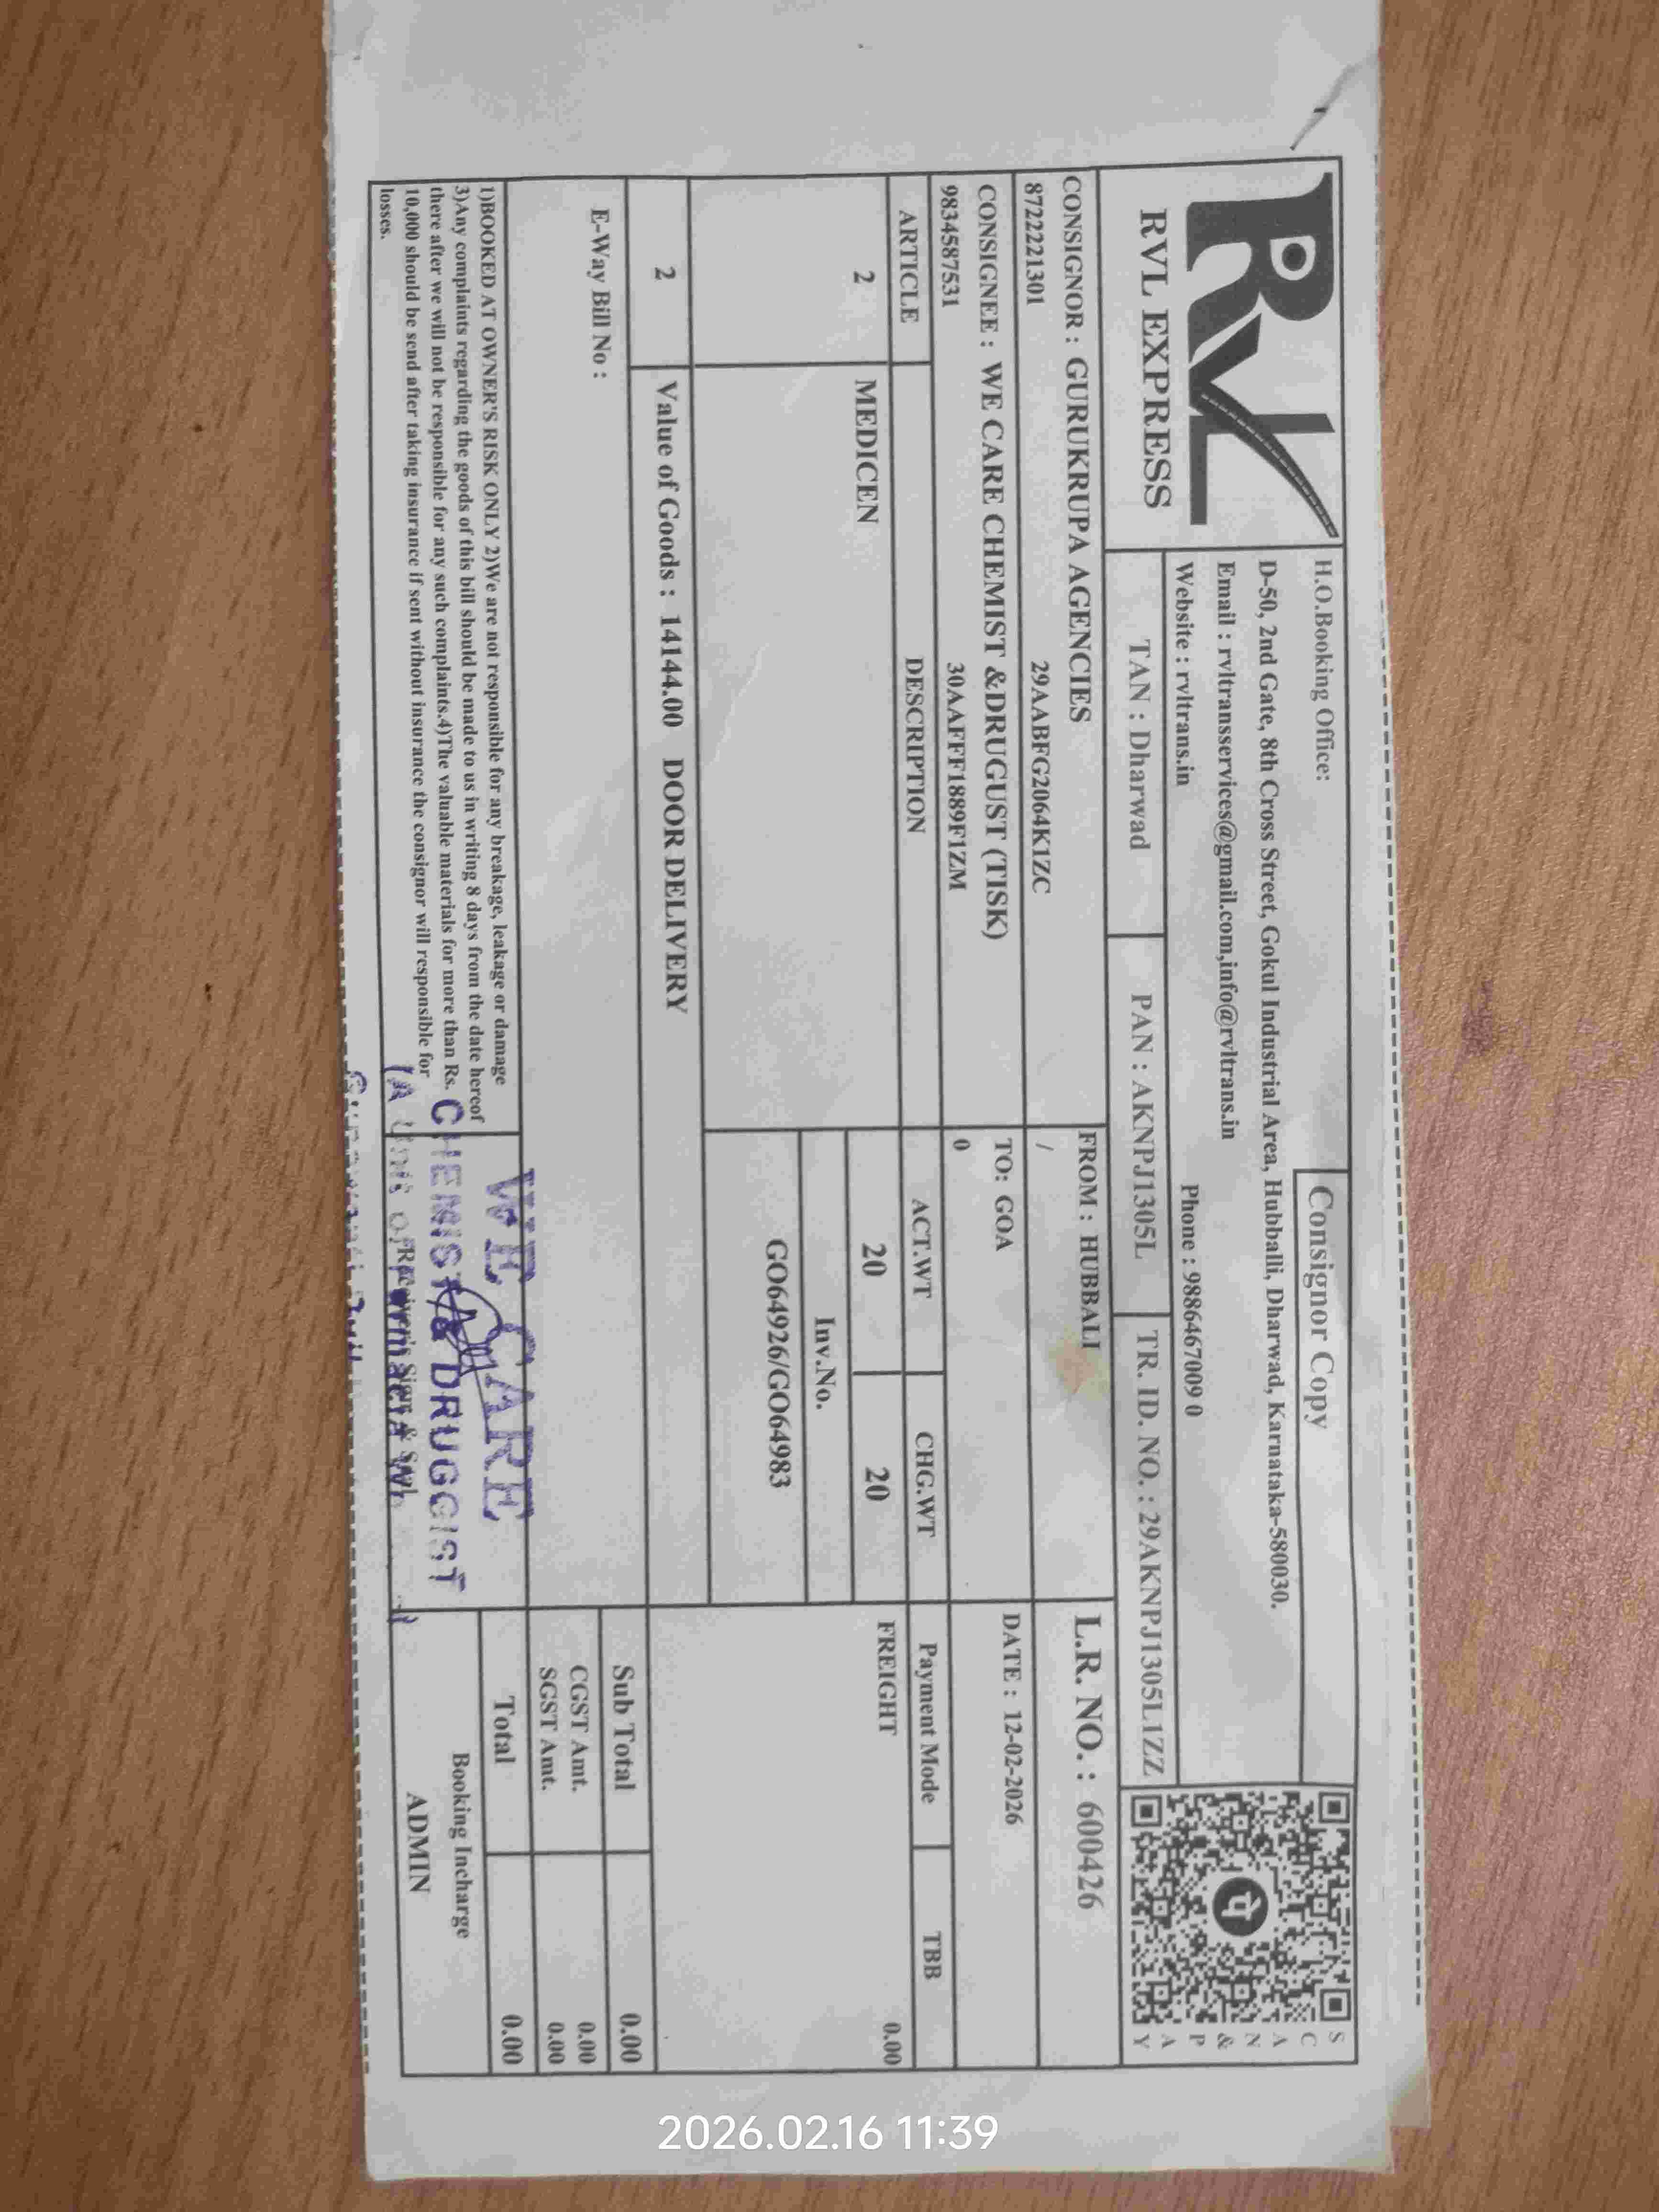 RVL
RVL EXPRESS
H.O.Booking Office:
Consignor Copy
D-50, 2nd Gate, 8th Cross Street, Gokul Industrial Area, Hubballi, Dharwad, Karnataka-580030.
Email : rvltransservices@gmail.com,info@rvltrans.in
Website : rvltrans.in Phone : 9886467009 0
SCAN & PAY
TAN : Dharwad PAN : AKNPJ1305L TR. ID. NO. : 29AKNPJ1305L1ZZ
CONSIGNOR : GURUKRUPA AGENCIES FROM : HUBBALI L.R. NO. : 600426
8722221301 29AABFG2064K1ZC /
CONSIGNEE : WE CARE CHEMIST &DRUGUST (TISK) TO: GOA DATE : 12-02-2026
9834587531 30AAFFF1889F1ZM 0
ARTICLE DESCRIPTION ACT.WT CHG.WT Payment Mode TBB
2 MEDICEN 20 20 FREIGHT 0.00
Inv.No.
GO64926/GO64983
2 Value of Goods : 14144.00 DOOR DELIVERY
E-Way Bill No :
Sub Total 0.00
CGST Amt. 0.00
SGST Amt. 0.00
Total 0.00
1)BOOKED AT OWNER'S RISK ONLY 2)We are not responsible for any breakage, leakage or damage
3)Any complaints regarding the goods of this bill should be made to us in writing 8 days from the date hereof
there after we will not be responsible for any such complaints.4)The valuable materials for more than Rs.
10,000 should be send after taking insurance if sent without insurance the consignor will responsible for
losses.
WE CARE
CHEMIST & DRUGGIST
(A Unit of
Receiver's Sign & Seal
Booking Incharge
ADMIN
2026.02.16 11:39